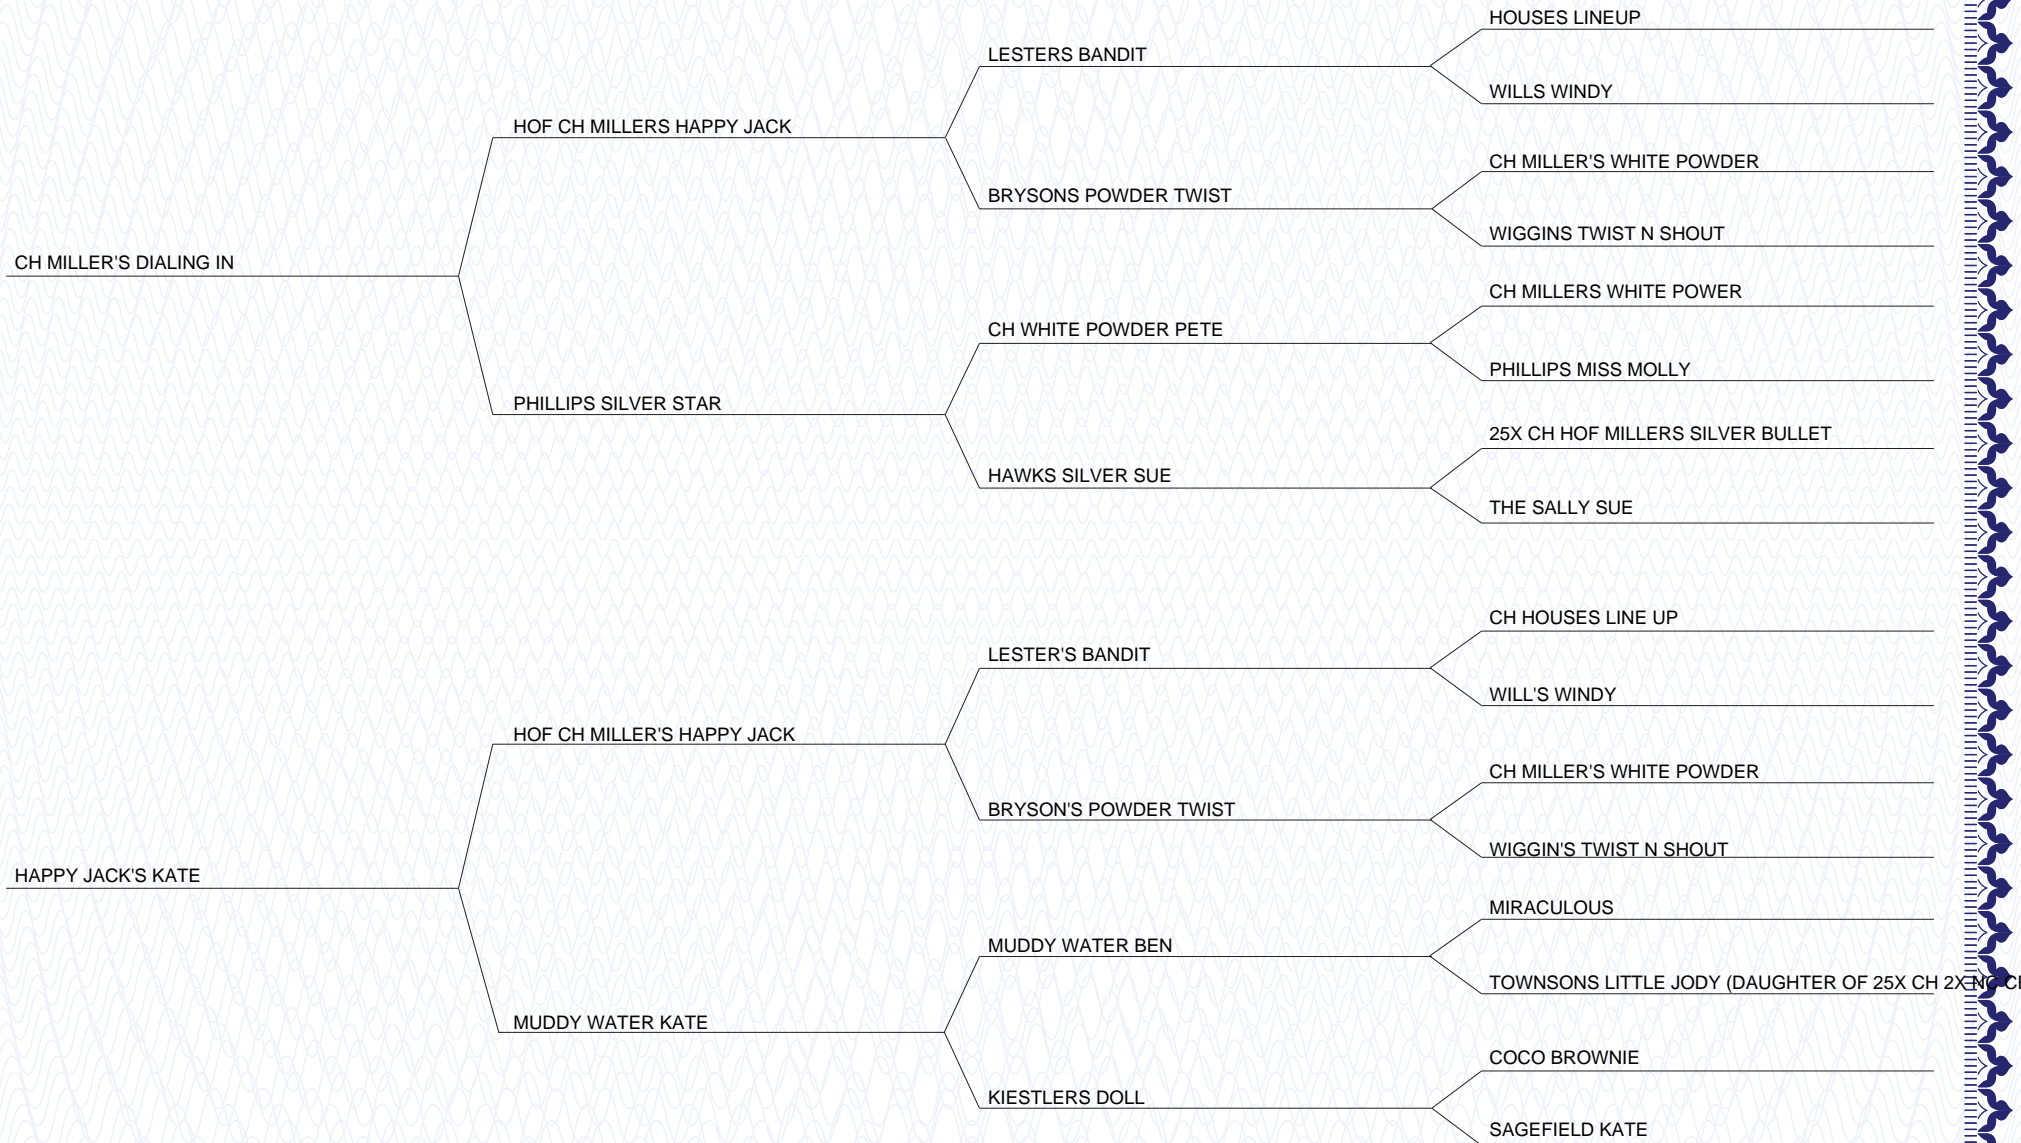 HOUSES LINEUP
LESTERS BANDIT
WILLS WINDY
HOF CH MILLERS HAPPY JACK
CH MILLER'S WHITE POWDER
BRYSONS POWDER TWIST
WIGGINS TWIST N SHOUT
CH MILLER'S DIALING IN
CH MILLERS WHITE POWER
CH WHITE POWDER PETE
PHILLIPS MISS MOLLY
PHILLIPS SILVER STAR
25X CH HOF MILLERS SILVER BULLET
HAWKS SILVER SUE
THE SALLY SUE
CH HOUSES LINE UP
LESTER'S BANDIT
WILL'S WINDY
HOF CH MILLER'S HAPPY JACK
CH MILLER'S WHITE POWDER
BRYSON'S POWDER TWIST
WIGGIN'S TWIST N SHOUT
HAPPY JACK'S KATE
MIRACULOUS
MUDDY WATER BEN
TOWNSONS LITTLE JODY (DAUGHTER OF 25X CH 2X NC
MUDDY WATER KATE
COCO BROWNIE
KIESTLERS DOLL
SAGEFIELD KATE